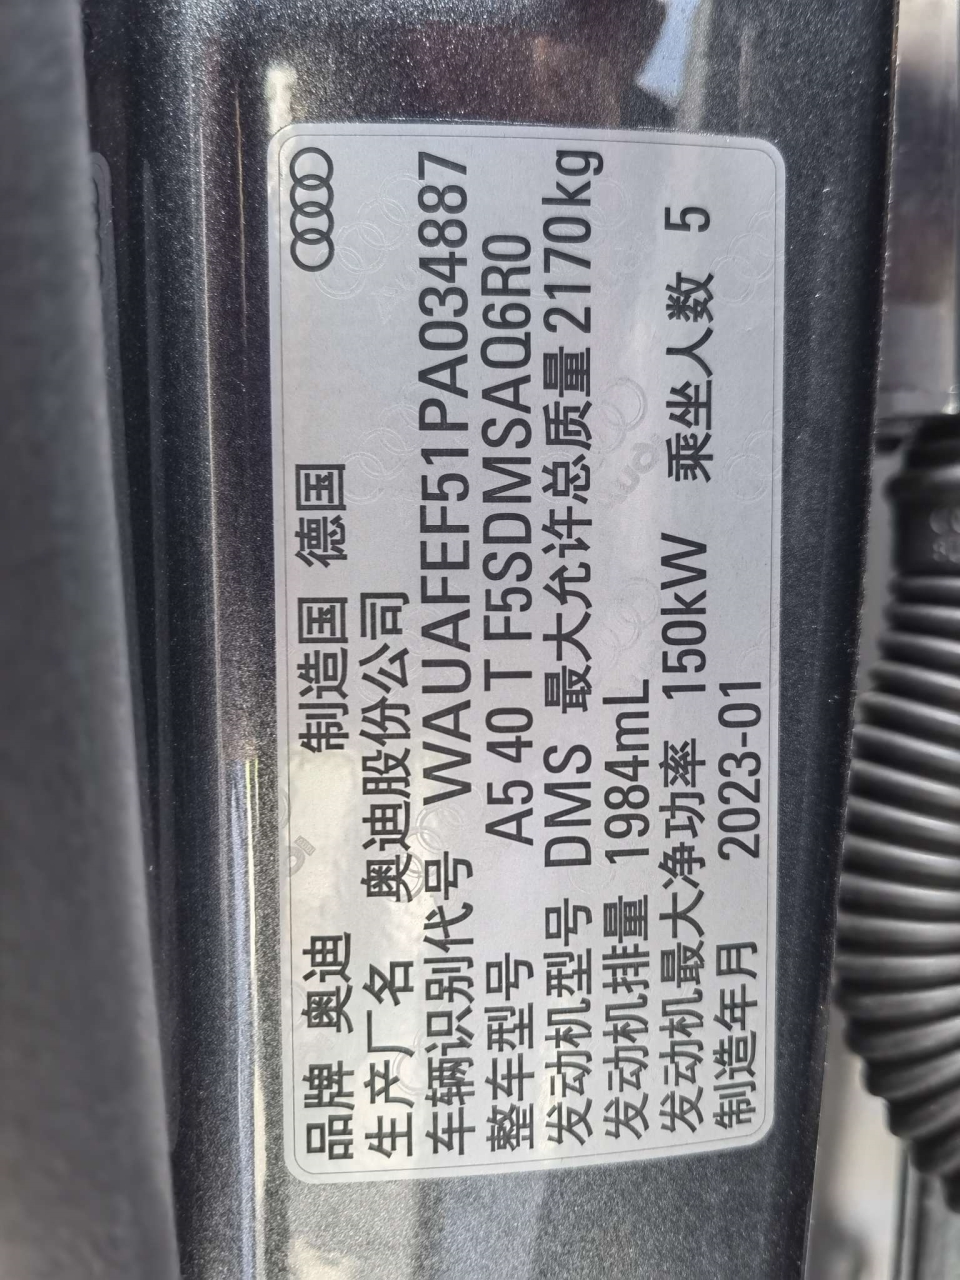 品牌 奥迪 制造国 德国
生产厂名 奥迪股份公司
车辆识别代号 WAUAFEF51PA034887
整车型号 A5 40 T F5SDMSAQ6R0
发动机型号 DMS 最大允许总质量 2170kg
发动机排量 1984mL
发动机最大净功率 150kW 乘坐人数 5
制造年月 2023-01